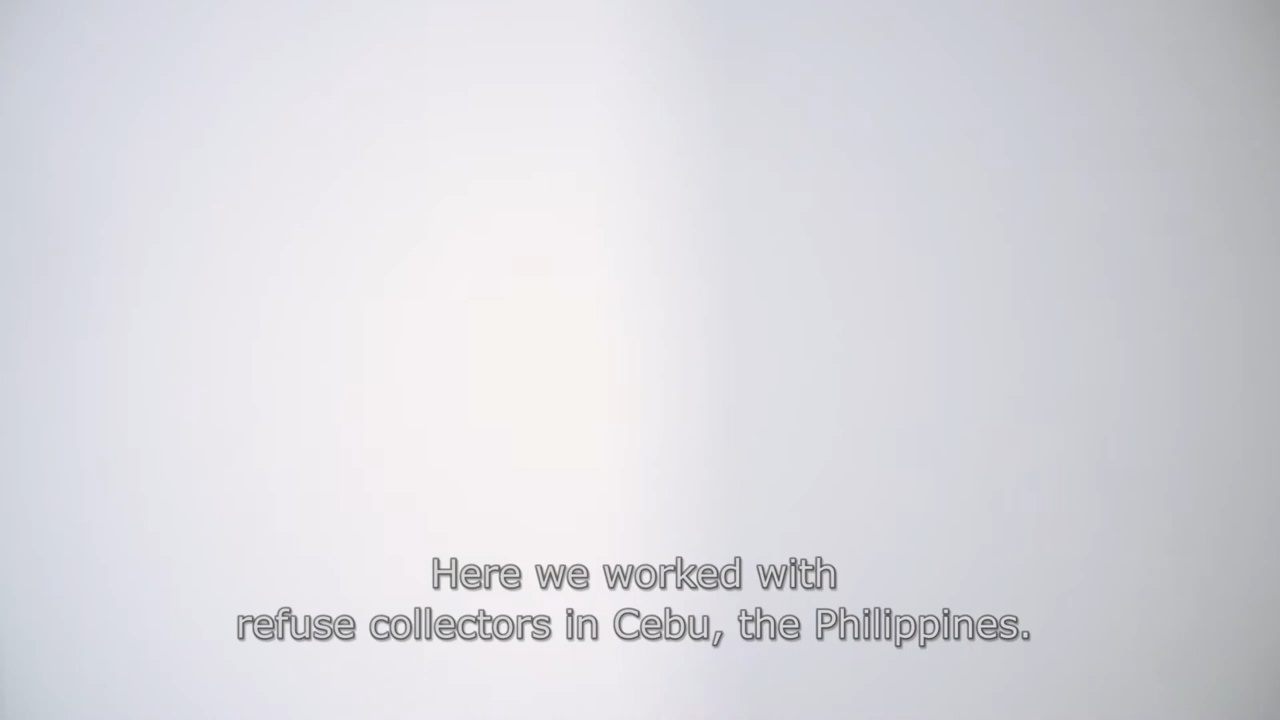 Here we worked with
refuse collectors in Cebu, the Philippines.